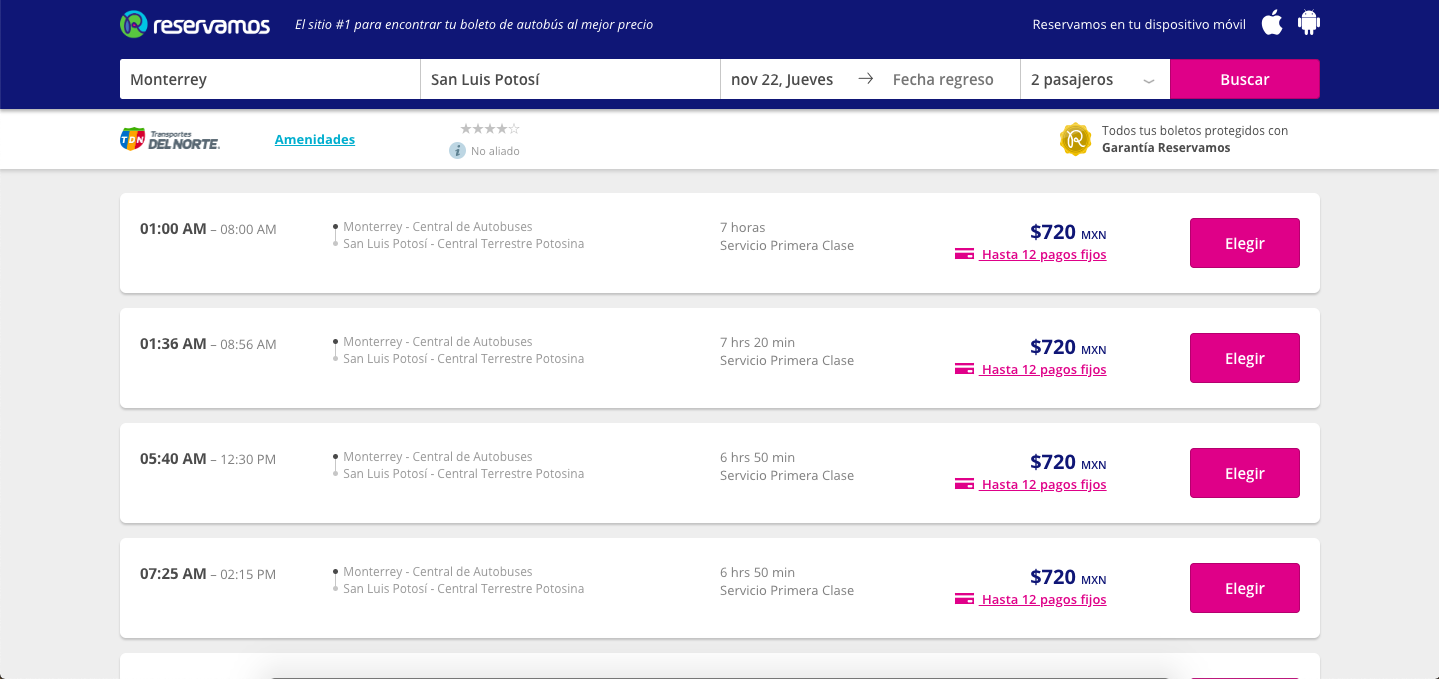 reservamos El sitio #1 para encontrar tu boleto de autobús al mejor precio Reservamos en tu dispositivo móvil
Monterrey San Luis Potosí nov 22, Jueves Fecha regreso 2 pasajeros Buscar
TDN Transportes DEL NORTE. Amenidades
No aliado
Todos tus boletos protegidos con
Garantía Reservamos
01:00 AM – 08:00 AM
Monterrey - Central de Autobuses
San Luis Potosí - Central Terrestre Potosina
7 horas
Servicio Primera Clase
$720 MXN
Hasta 12 pagos fijos
Elegir
01:36 AM – 08:56 AM
Monterrey - Central de Autobuses
San Luis Potosí - Central Terrestre Potosina
7 hrs 20 min
Servicio Primera Clase
$720 MXN
Hasta 12 pagos fijos
Elegir
05:40 AM – 12:30 PM
Monterrey - Central de Autobuses
San Luis Potosí - Central Terrestre Potosina
6 hrs 50 min
Servicio Primera Clase
$720 MXN
Hasta 12 pagos fijos
Elegir
07:25 AM – 02:15 PM
Monterrey - Central de Autobuses
San Luis Potosí - Central Terrestre Potosina
6 hrs 50 min
Servicio Primera Clase
$720 MXN
Hasta 12 pagos fijos
Elegir